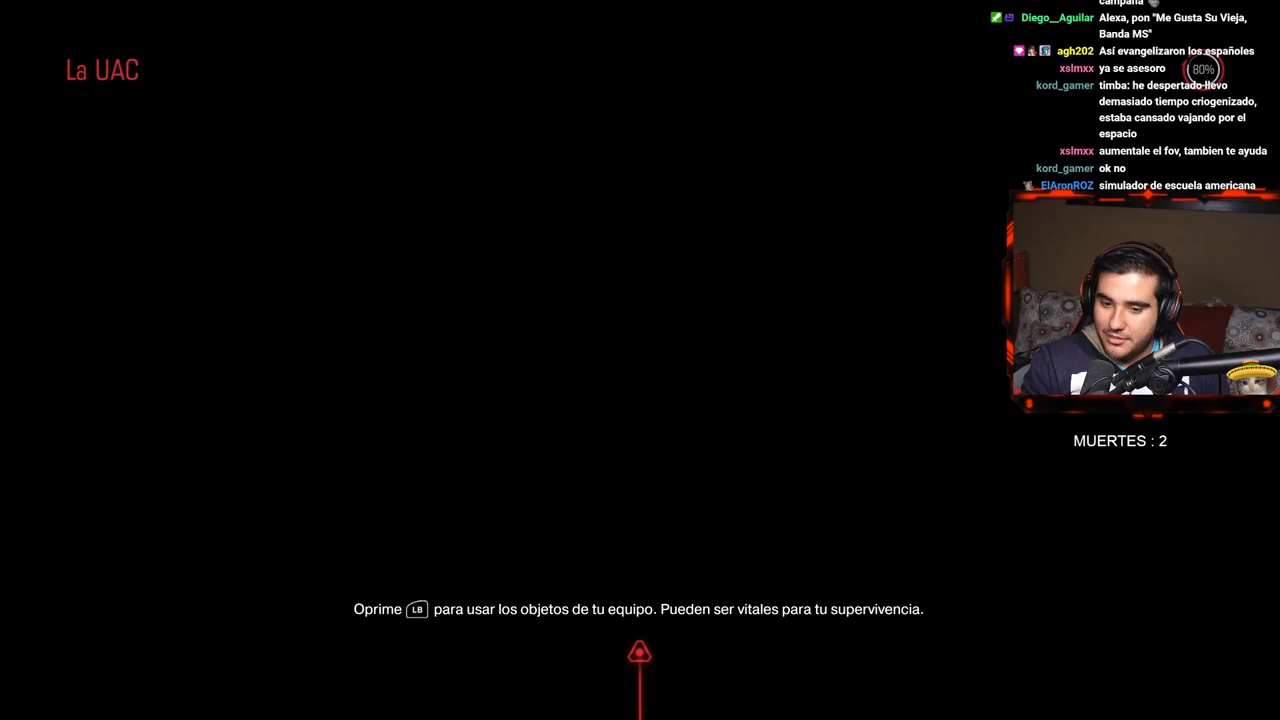 La UAC
campaña
Diego__Aguilar Alexa, pon "Me Gusta Su Vieja,
Banda MS"
agh202 Así evangelizaron los españoles
xslmxx ya se asesoro
80%
kord_gamer timba: he despertado llevo
demasiado tiempo criogenizado,
estaba cansado vajando por el
espacio
xslmxx aumentale el fov, tambien te ayuda
kord_gamer ok no
ElAronROZ simulador de escuela americana
MUERTES : 2
Oprime LB para usar los objetos de tu equipo. Pueden ser vitales para tu supervivencia.